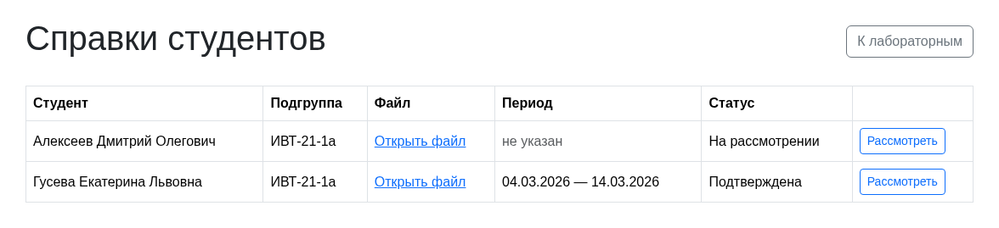 Справки студентов
К лабораторным
Студент Подгруппа Файл Период Статус
Алексеев Дмитрий Олегович ИВТ-21-1а Открыть файл не указан На рассмотрении Рассмотреть
Гусева Екатерина Львовна ИВТ-21-1а Открыть файл 04.03.2026 — 14.03.2026 Подтверждена Рассмотреть